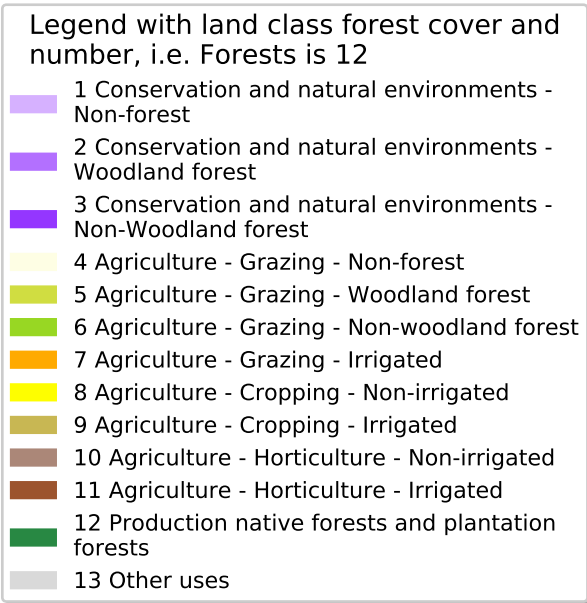 Legend with land class forest cover and
number, i.e. Forests is 12
1 Conservation and natural environments -
Non-forest
2 Conservation and natural environments -
Woodland forest
3 Conservation and natural environments -
Non-Woodland forest
4 Agriculture - Grazing - Non-forest
5 Agriculture - Grazing - Woodland forest
6 Agriculture - Grazing - Non-woodland forest
7 Agriculture - Grazing - Irrigated
8 Agriculture - Cropping - Non-irrigated
9 Agriculture - Cropping - Irrigated
10 Agriculture - Horticulture - Non-irrigated
11 Agriculture - Horticulture - Irrigated
12 Production native forests and plantation
forests
13 Other uses